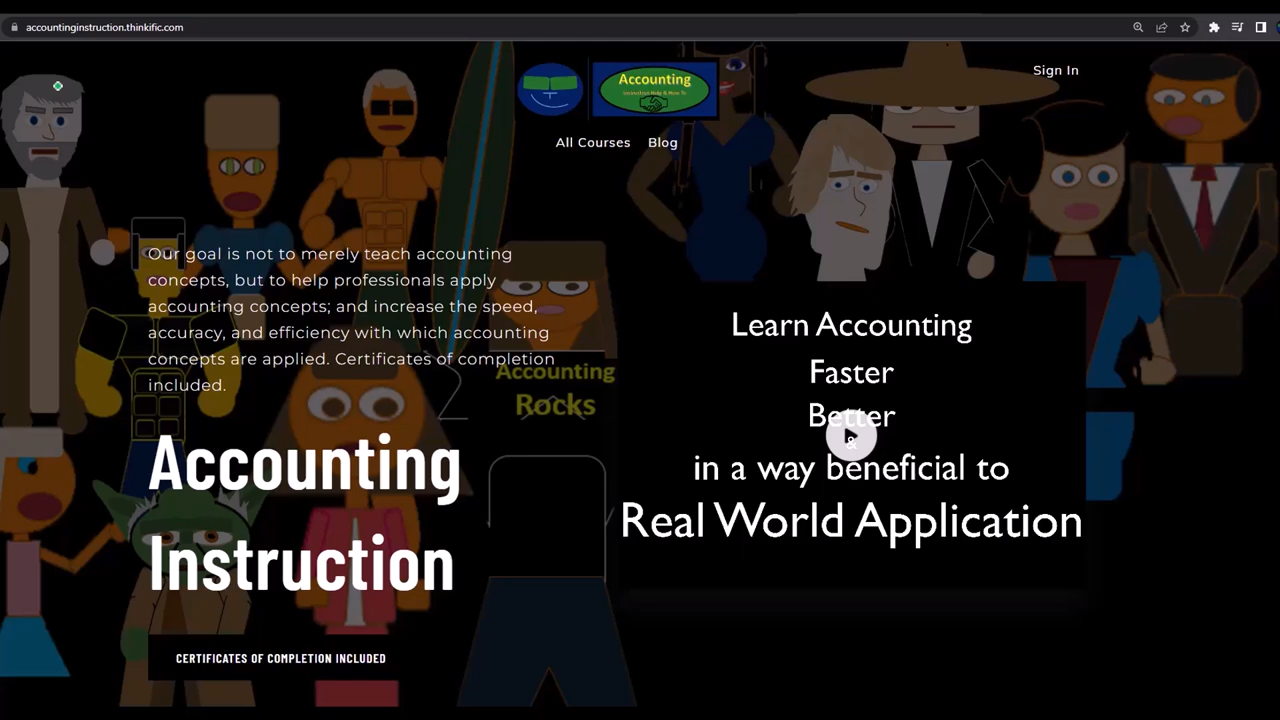 accountinginstruction.thinkific.com
Accounting
Sign In
All Courses
Blog
Our goal is not to merely teach accounting
concepts, but to help professionals apply
accounting concepts; and increase the speed,
accuracy, and efficiency with which accounting
concepts are applied. Certificates of completion
included.
Accounting
Rocks
Accounting
Instruction
CERTIFICATES OF COMPLETION INCLUDED
Learn Accounting
Faster
Better
&
in a way beneficial to
Real World Application